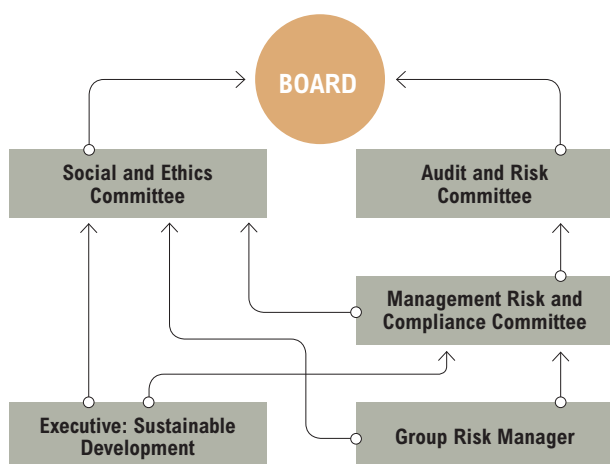 BOARD
Social and Ethics
Committee
Audit and Risk
Committee
Management Risk and
Compliance Committee
Executive: Sustainable
Development
Group Risk Manager